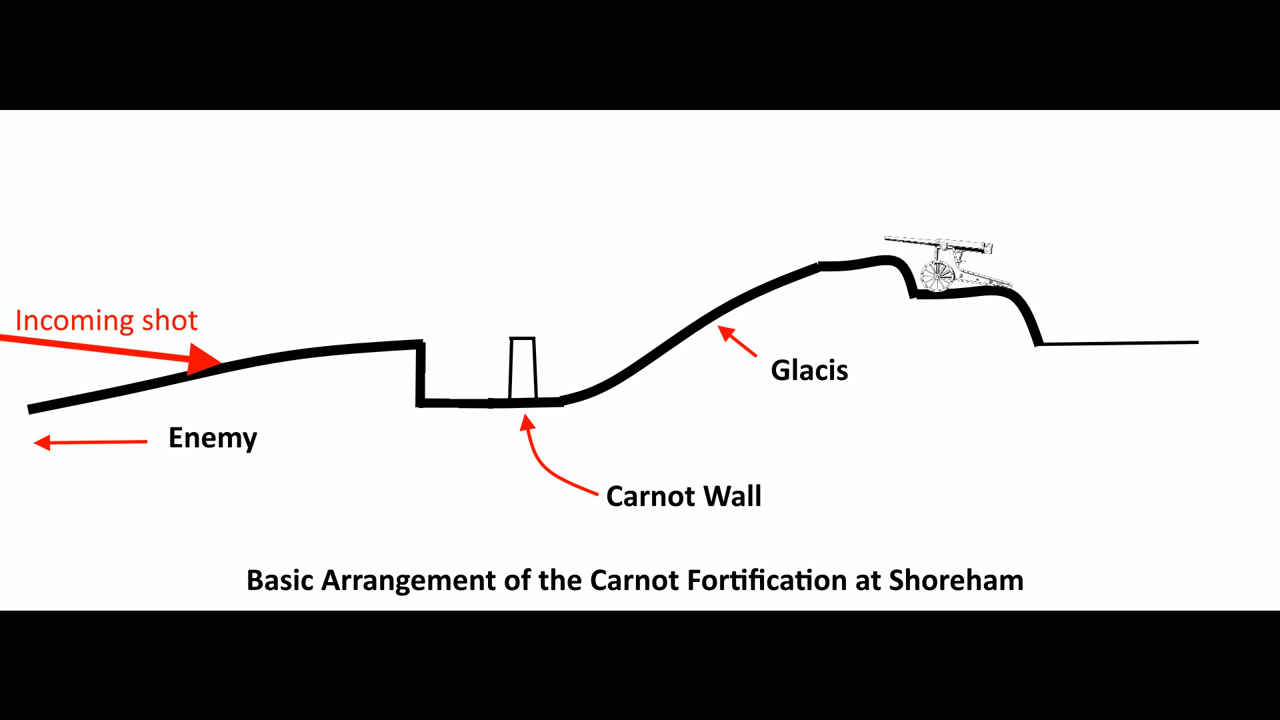 Incoming shot
Glacis
Enemy
Carnot Wall
Basic Arrangement of the Carnot Fortification at Shoreham